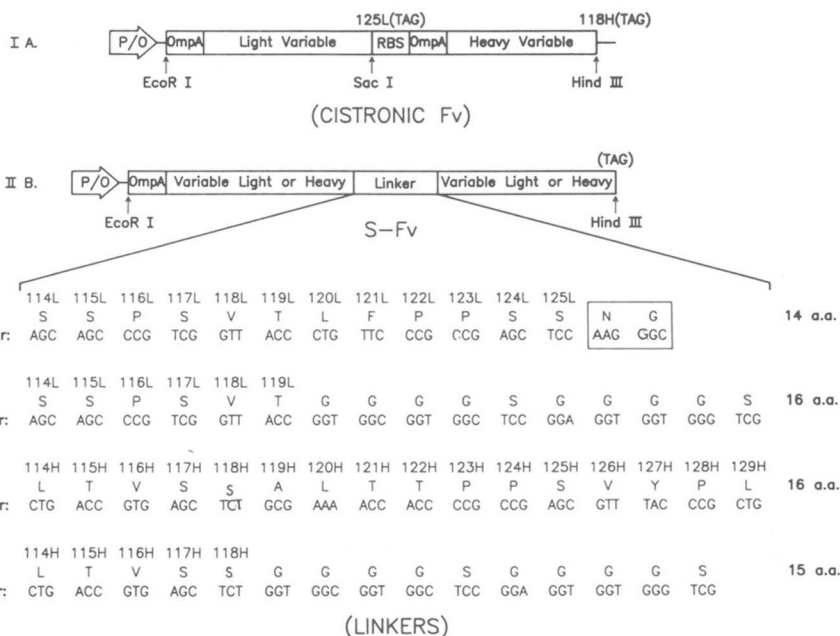 125L(TAG) 118H(TAG)
I A. P/O OmpA Light Variable RBS OmpA Heavy Variable
EcoR I Sac I Hind III
(CISTRONIC Fv)
(TAG)
II B. P/O OmpA Variable Light or Heavy Linker Variable Light or Heavy
EcoR I Hind III
S-Fv
114L 115L 116L 117L 118L 119L 120L 121L 122L 123L 124L 125L
S S P S V T L F P P S S N G 14 a.a.
r: AGC AGC CCG TCG GTT ACC CTG TTC CCG CCG AGC TCC AAG GGC
114L 115L 116L 117L 118L 119L
S S P S V T G G G G S G G G G S 16 a.a.
r: AGC AGC CCG TCG GTT ACC GGT GGC GGT GGC TCC GGA GGT GGT GGG TCG
114H 115H 116H 117H 118H 119H 120H 121H 122H 123H 124H 125H 126H 127H 128H 129H
L T V S S A L T T P P S V Y P L 16 a.a.
r: CTG ACC GTG AGC TCT GCG AAA ACC ACC CCG CCG AGC GTT TAC CCG CTG
114H 115H 116H 117H 118H
L T V S S G G G G S G G G G S 15 a.a.
r: CTG ACC GTG AGC TCT GGT GGC GGT GGC TCC GGA GGT GGT GGG TCG
(LINKERS)